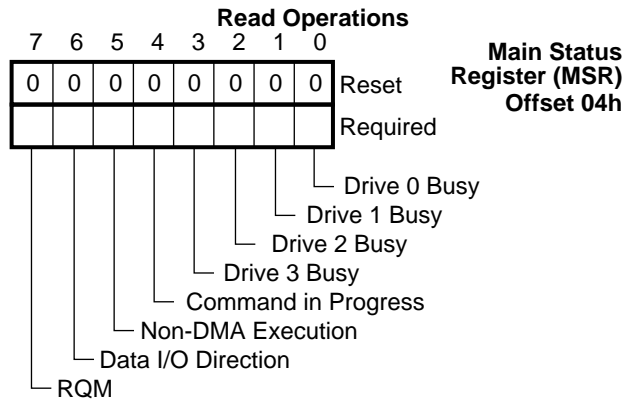 Read Operations
7 6 5 4 3 2 1 0
Main Status
Register (MSR)
Offset 04h
0 0 0 0 0 0 0 0 Reset
Required
Drive 0 Busy
Drive 1 Busy
Drive 2 Busy
Drive 3 Busy
Command in Progress
Non-DMA Execution
Data I/O Direction
RQM